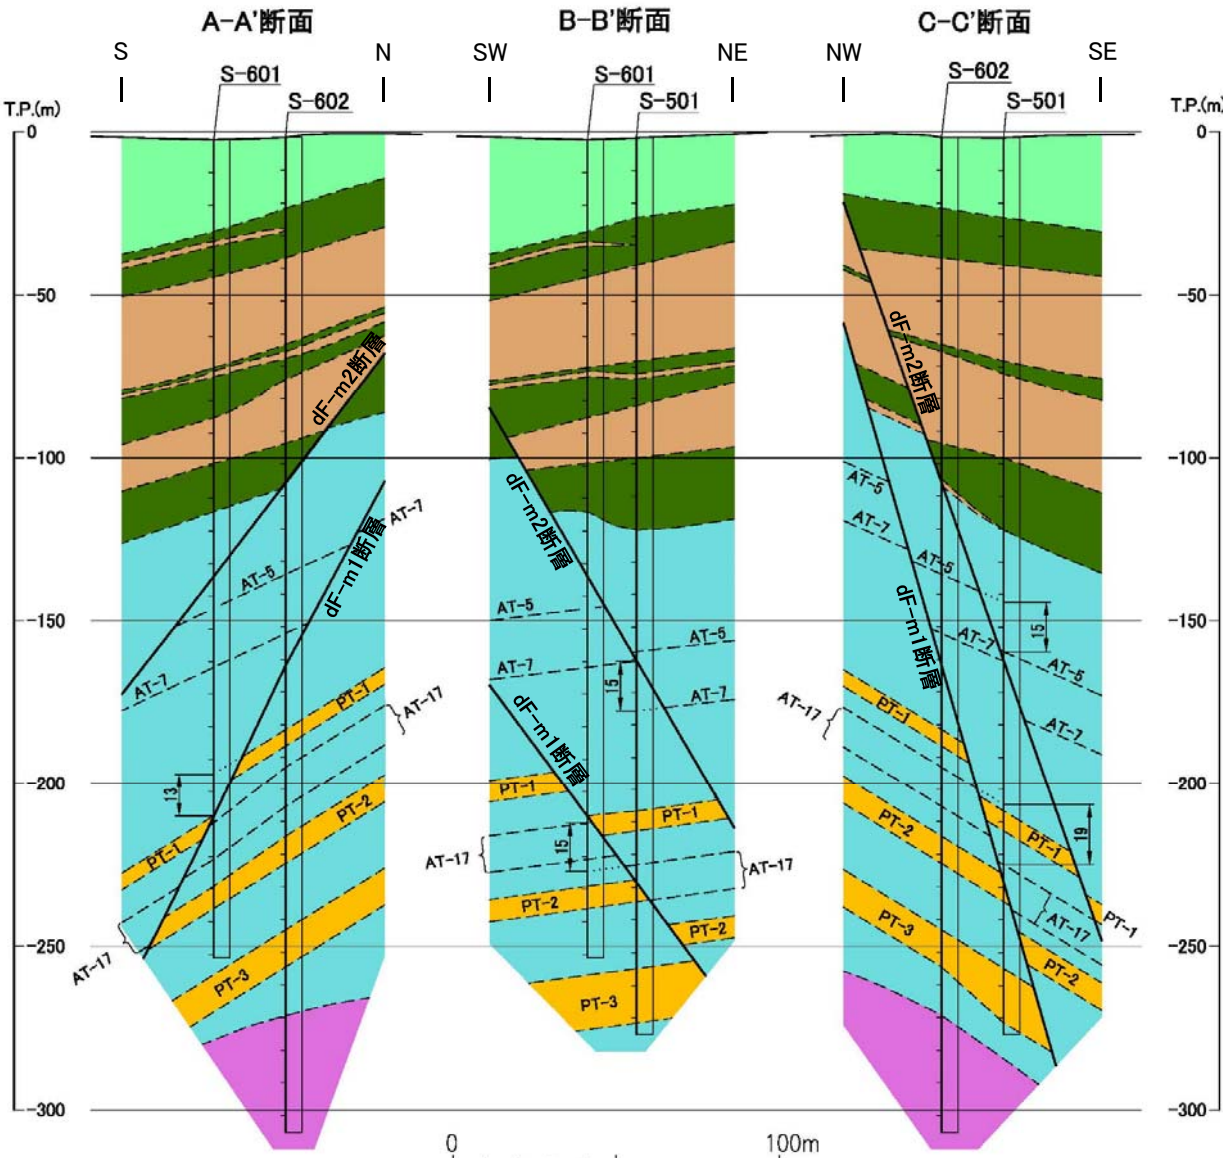 A-A'断面
B-B'断面
C-C'断面
S
N
SW
NE
NW
SE
S-601
S-602
S-601
S-501
S-602
S-501
T.P.(m)
T.P.(m)
0
0
-50
-50
-100
-100
-150
-150
-200
-200
-250
-250
-300
-300
dF-m2断層
dF-m1断層
AT-7
AT-5
AT-7
PT-1
AT-17
13
PT-2
PT-1
AT-17
PT-3
dF-m2断層
AT-5
AT-5
AT-7
15
AT-7
dF-m1断層
PT-1
PT-1
AT-17
15
AT-17
PT-2
PT-2
PT-3
dF-m2断層
AT-5
AT-7
AT-5
dF-m1断層
AT-7
15
AT-5
AT-17
PT-1
AT-7
PT-2
PT-1
19
PT-3
AT-17
PT-1
PT-2
0
100m